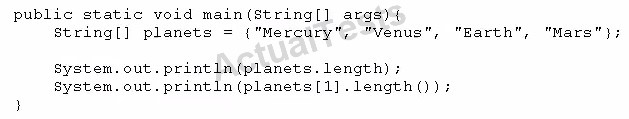 public static void main(String[] args){
String[] planets = {"Mercury", "Venus", "Earth", "Mars"};
System.out.println(planets.length);
System.out.println(planets[1].length());
}
ActualTests